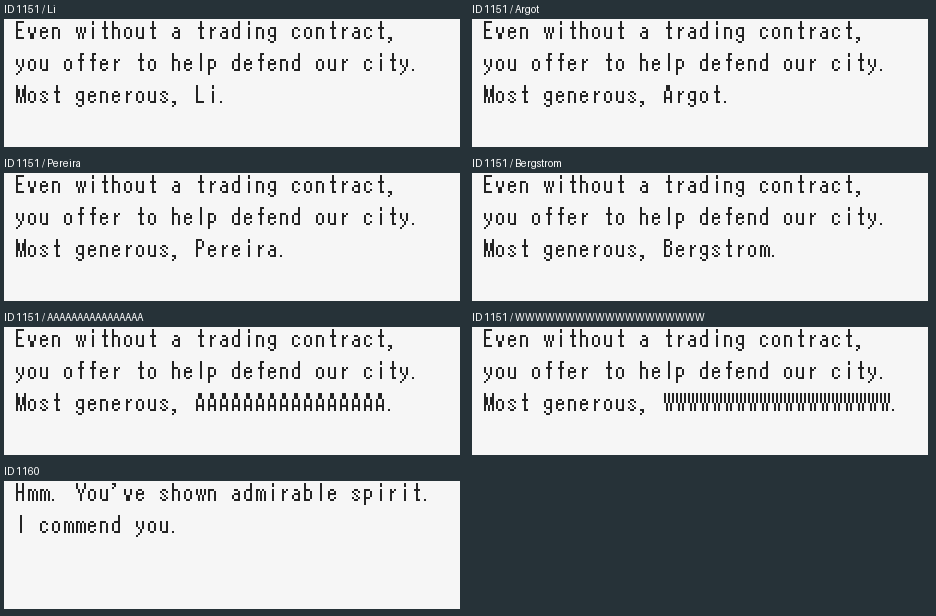 ID 1151 / Li
Even without a trading contract,
you offer to help defend our city.
Most generous, Li.
ID 1151 / Argot
Even without a trading contract,
you offer to help defend our city.
Most generous, Argot.
ID 1151 / Pereira
Even without a trading contract,
you offer to help defend our city.
Most generous, Pereira.
ID 1151 / Bergstrom
Even without a trading contract,
you offer to help defend our city.
Most generous, Bergstrom.
ID 1151 / AAAAAAAAAAAAAAAA
Even without a trading contract,
you offer to help defend our city.
Most generous, AAAAAAAAAAAAAAAA.
ID 1151 / WWWWWWWWWWWWWWWWWWW
Even without a trading contract,
you offer to help defend our city.
Most generous, WWWWWWWWWWWWWWWWWWW.
ID 1160
Hmm. You've shown admirable spirit.
I commend you.